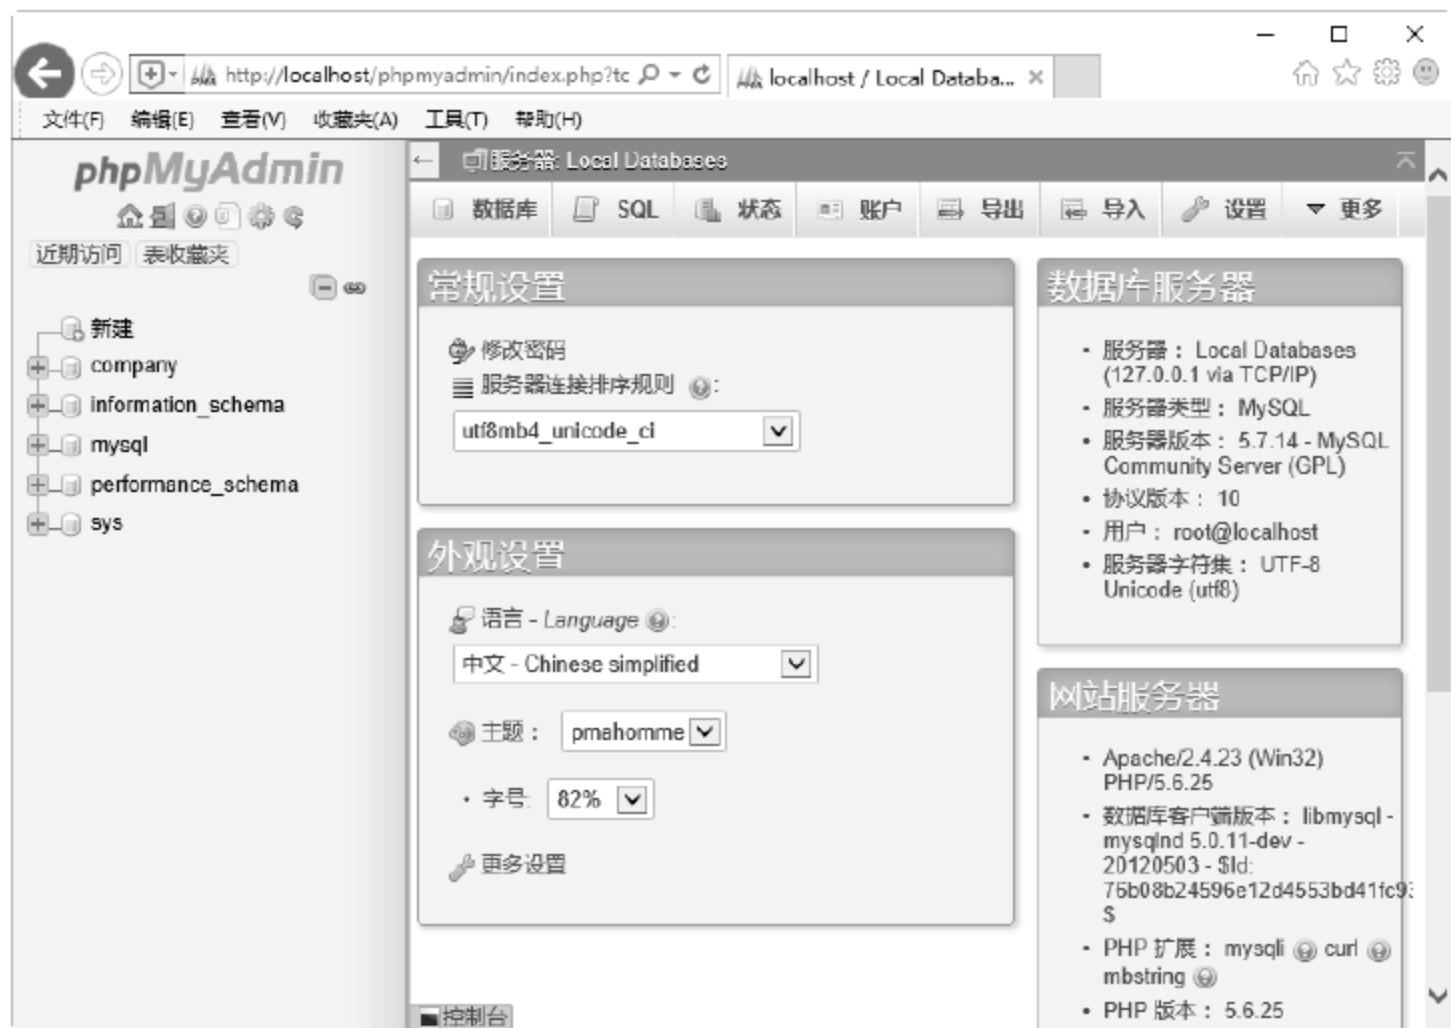 http://localhost/phpmyadmin/index.php?tc
localhost / Local Databa...
文件(F) 编辑(E) 查看(V) 收藏夹(A) 工具(T) 帮助(H)
phpMyAdmin
近期访问 表收藏夹
新建
company
information_schema
mysql
performance_schema
sys
服务器: Local Databases
数据库 SQL 状态 账户 导出 导入 设置 更多
常规设置
修改密码
服务器连接排序规则 :
utf8mb4_unicode_ci
外观设置
语言 - Language :
中文 - Chinese simplified
主题： pmahomme
• 字号: 82%
更多设置
控制台
数据库服务器
• 服务器： Local Databases
(127.0.0.1 via TCP/IP)
• 服务器类型： MySQL
• 服务器版本： 5.7.14 - MySQL
Community Server (GPL)
• 协议版本： 10
• 用户： root@localhost
• 服务器字符集： UTF-8
Unicode (utf8)
网站服务器
• Apache/2.4.23 (Win32)
PHP/5.6.25
• 数据库客户端版本： libmysql -
mysqlnd 5.0.11-dev -
20120503 - $Id:
76b08b24596e12d4553bd41fc93
$
• PHP 扩展： mysqli curl
mbstring
• PHP 版本： 5.6.25